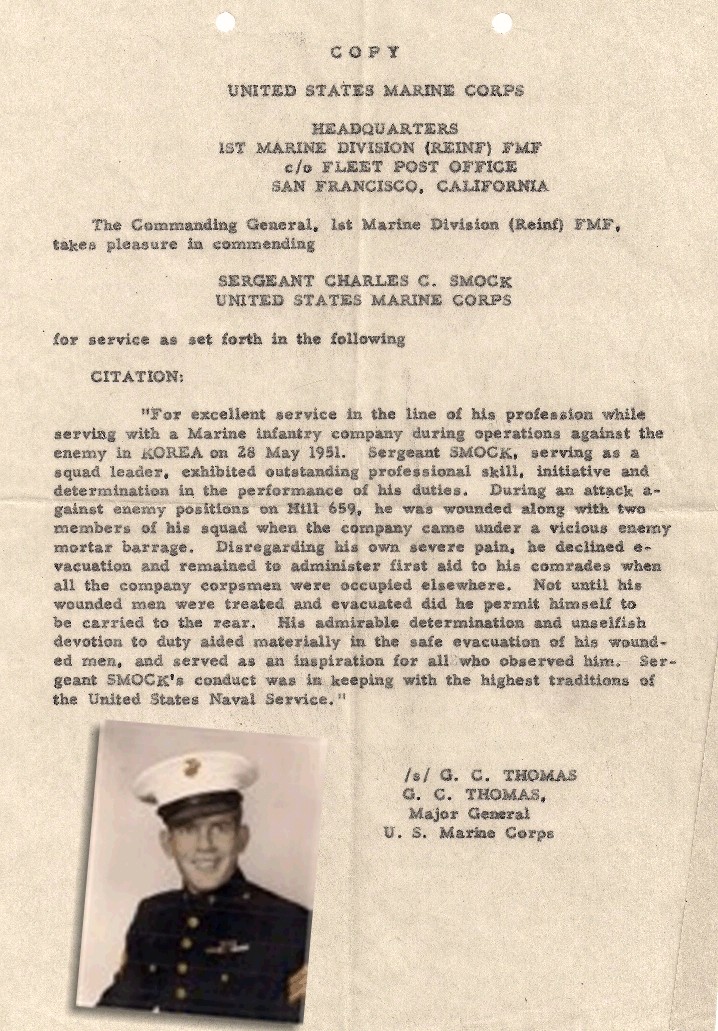 C O P Y
UNITED STATES MARINE CORPS
HEADQUARTERS
1ST MARINE DIVISION (REINF) FMF
c/o FLEET POST OFFICE
SAN FRANCISCO, CALIFORNIA
The Commanding General, 1st Marine Division (Reinf) FMF,
takes pleasure in commending
SERGEANT CHARLES C. SMOCK
UNITED STATES MARINE CORPS
for service as set forth in the following
CITATION:
"For excellent service in the line of his profession while
serving with a Marine infantry company during operations against the
enemy in KOREA on 28 May 1951. Sergeant SMOCK, serving as a
squad leader, exhibited outstanding professional skill, initiative and
determination in the performance of his duties. During an attack a-
gainst enemy positions on Hill 659, he was wounded along with two
members of his squad when the company came under a vicious enemy
mortar barrage. Disregarding his own severe pain, he declined e-
vacuation and remained to administer first aid to his comrades when
all the company corpsmen were occupied elsewhere. Not until his
wounded men were treated and evacuated did he permit himself to
be carried to the rear. His admirable determination and unselfish
devotion to duty aided materially in the safe evacuation of his wound-
ed men, and served as an inspiration for all who observed him. Ser-
geant SMOCK's conduct was in keeping with the highest traditions of
the United States Naval Service."
/s/ G. C. THOMAS
G. C. THOMAS,
Major General
U. S. Marine Corps